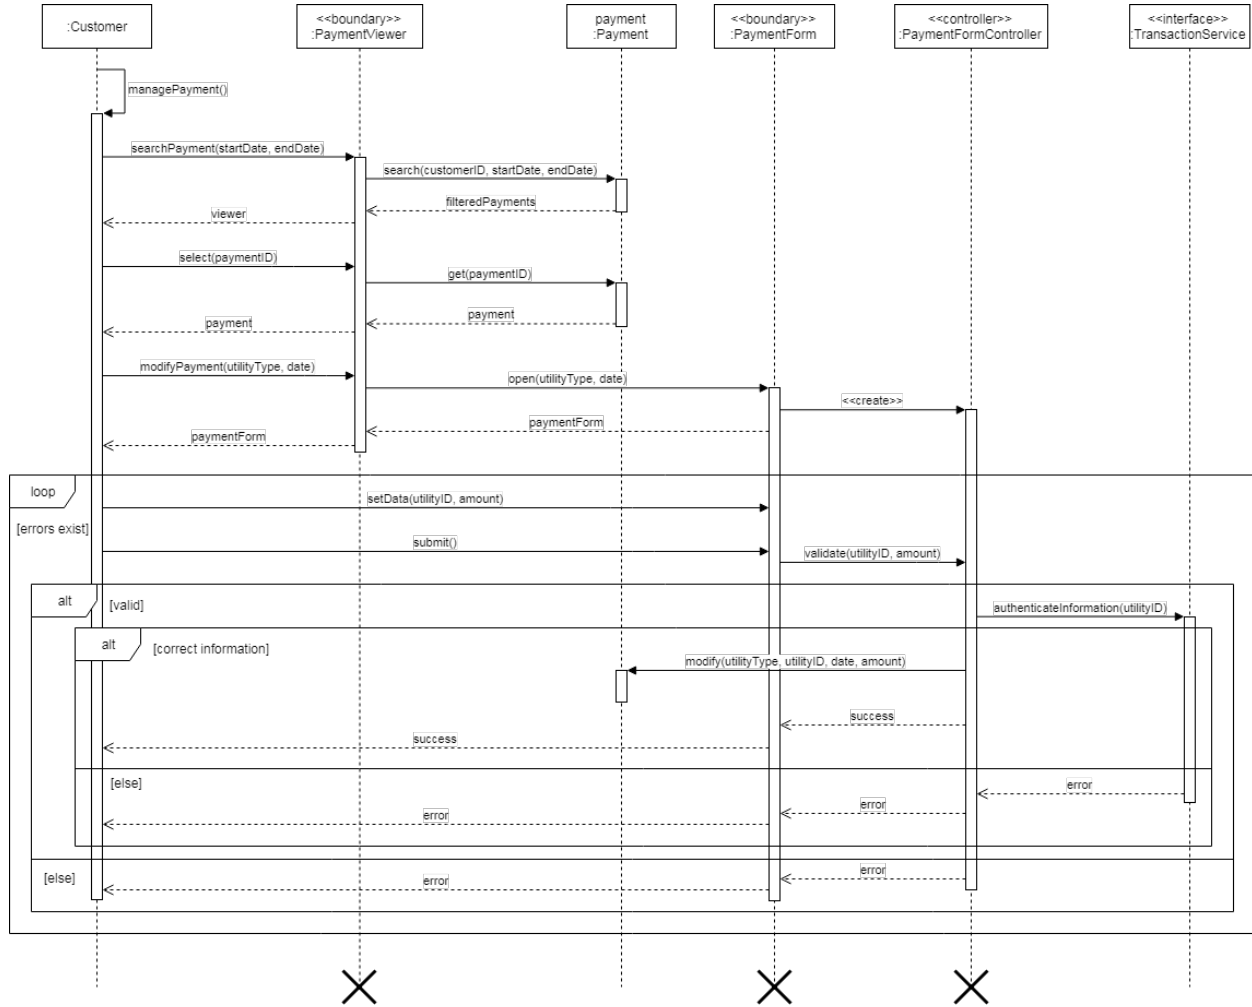 :Customer
<<boundary>>
:PaymentViewer
payment
:Payment
<<boundary>>
:PaymentForm
<<controller>>
:PaymentFormController
<<interface>>
:TransactionService
managePayment()
searchPayment(startDate, endDate)
search(customerID, startDate, endDate)
filteredPayments
viewer
select(paymentID)
get(paymentID)
payment
payment
modifyPayment(utilityType, date)
open(utilityType, date)
<<create>>
paymentForm
paymentForm
loop
setData(utilityID, amount)
[errors exist]
submit()
validate(utilityID, amount)
alt
[valid]
authenticateInformation(utilityID)
alt
[correct information]
modify(utilityType, utilityID, date, amount)
success
success
[else]
error
error
error
[else]
error
error